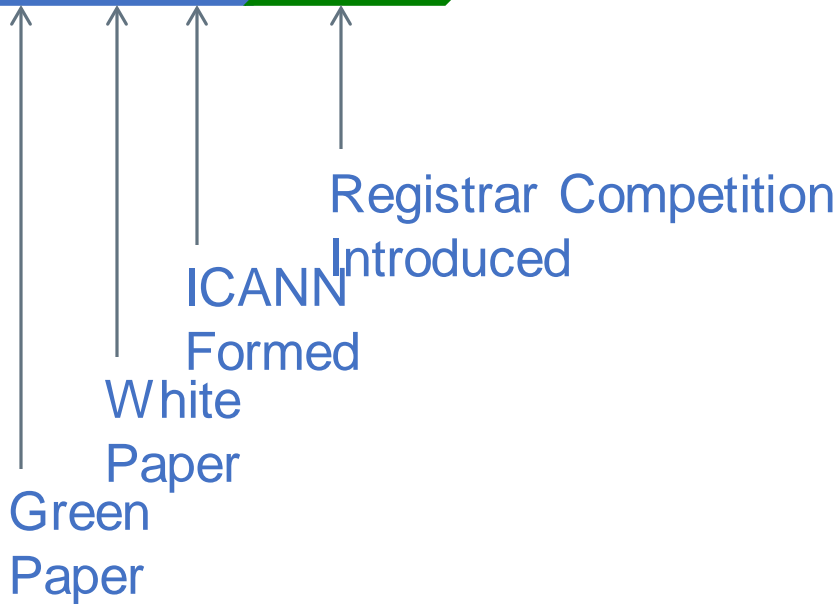 Registrar Competition
Introduced
ICANN
Formed
White
Paper
Green
Paper